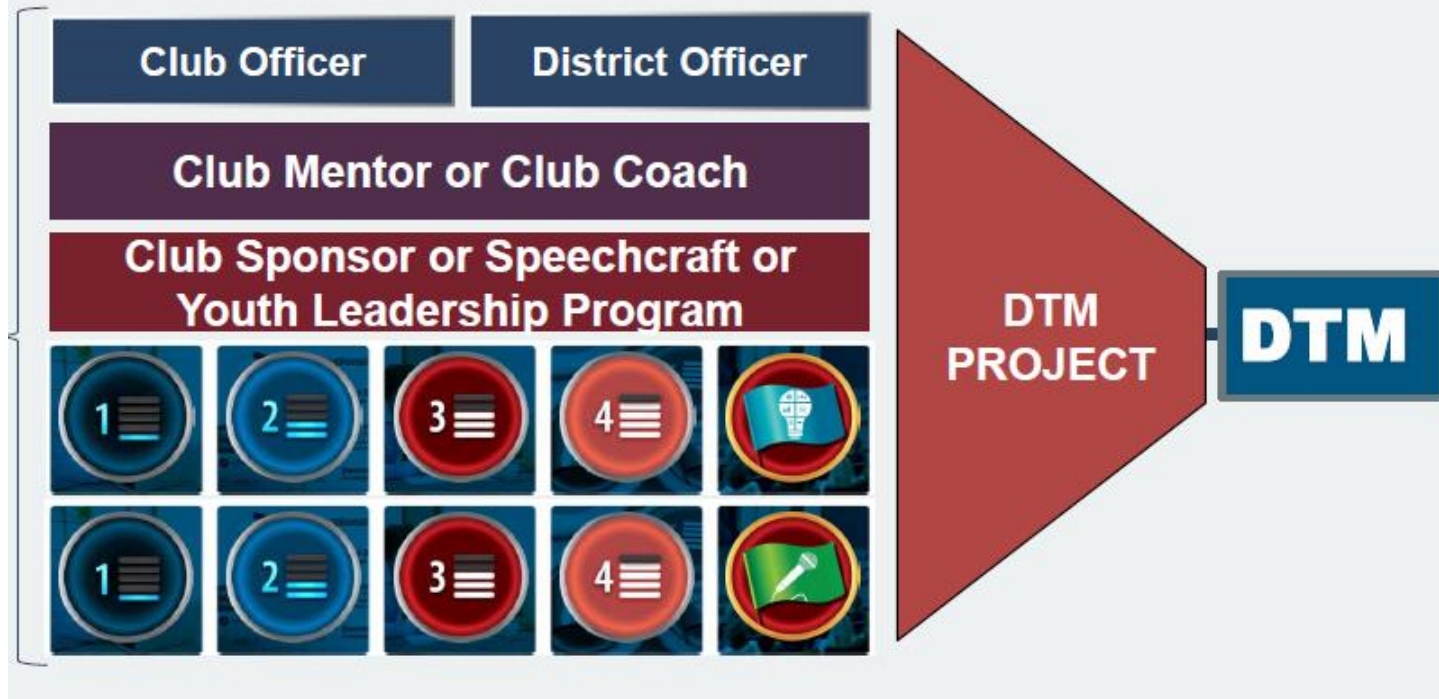 Club Officer
District Officer
Club Mentor or Club Coach
Club Sponsor or Speechcraft or
Youth Leadership Program
1
2
3
4
1
2
3
4
DTM
PROJECT
DTM